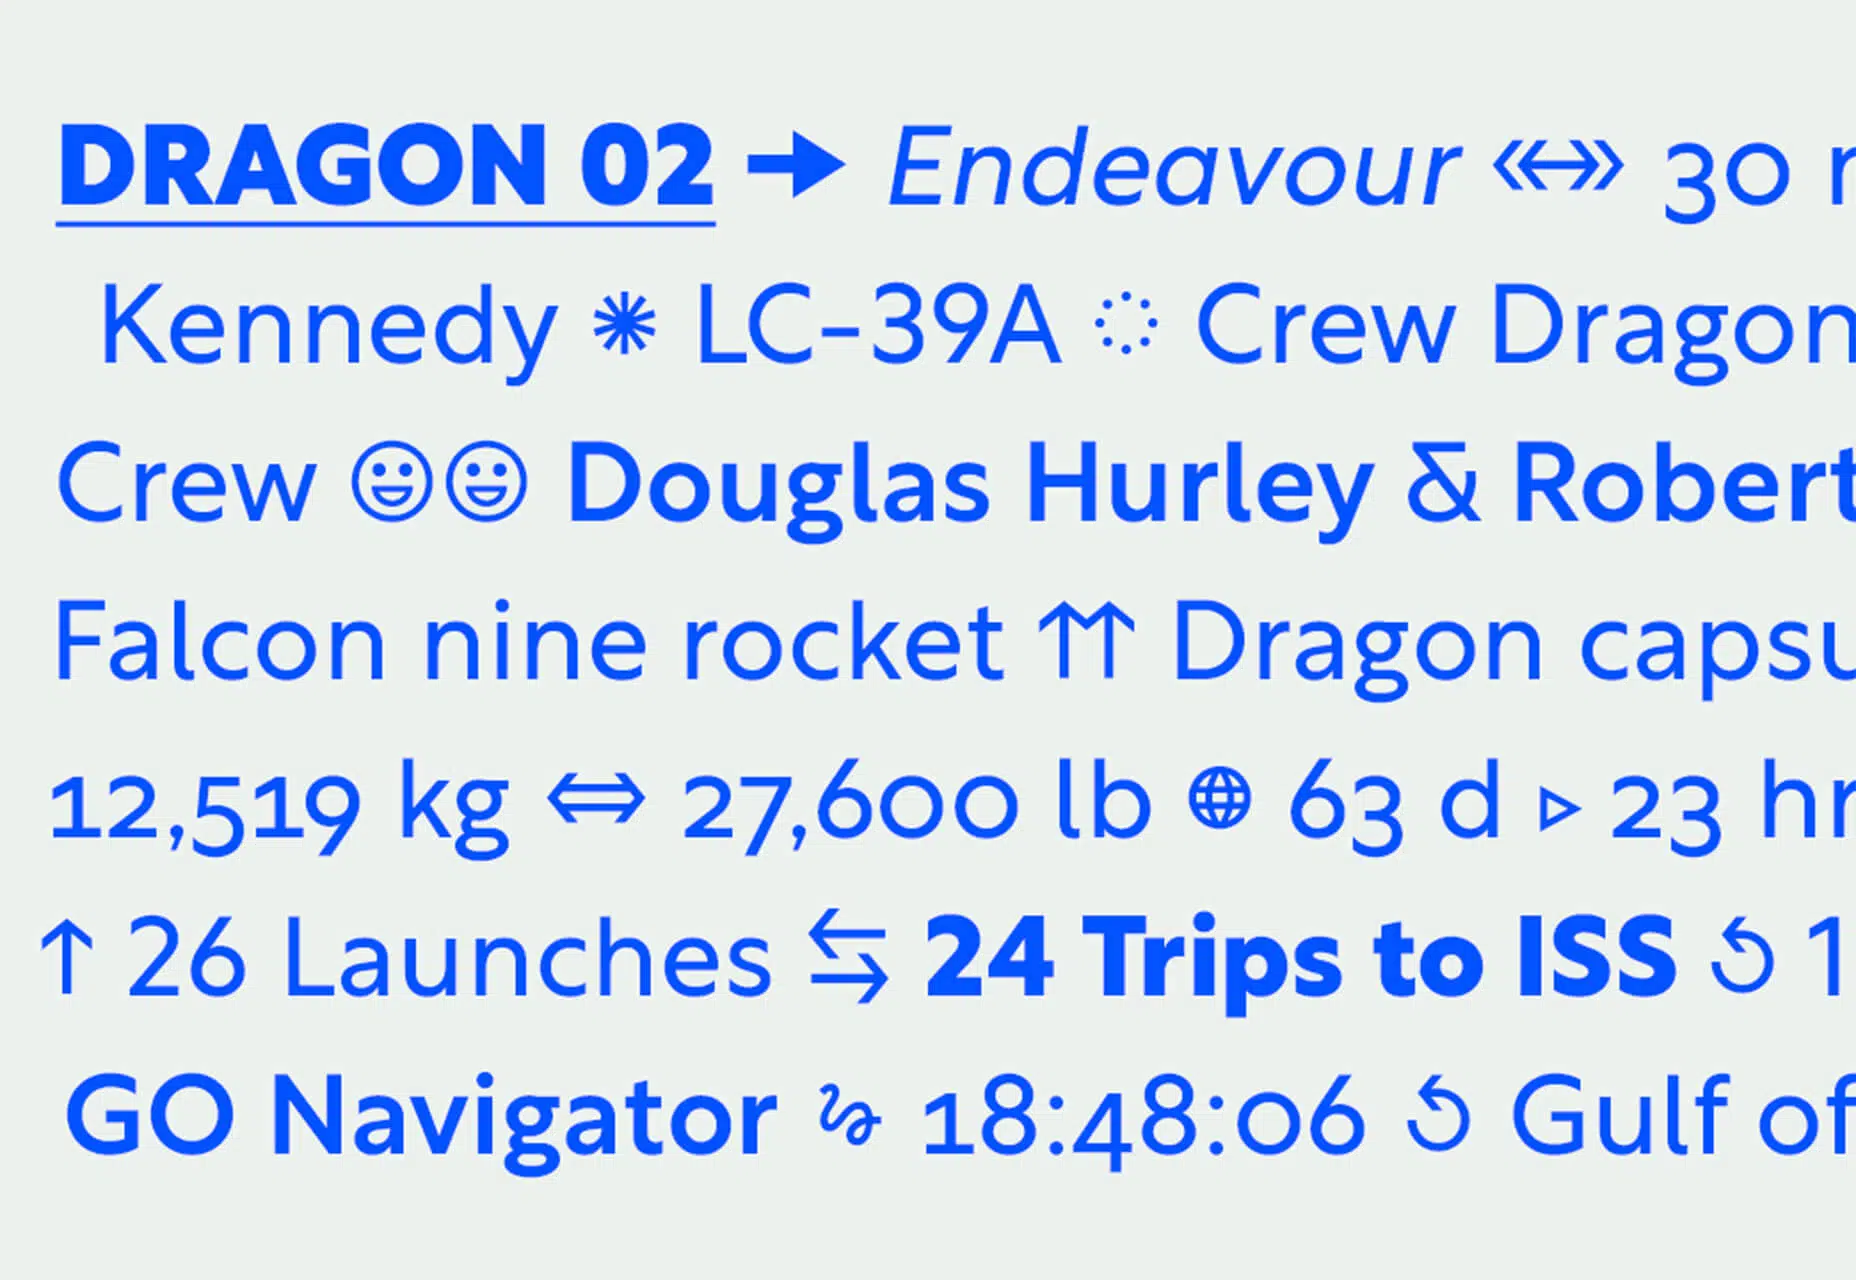 DRAGON 02 → Endeavour ⇿ 30
Kennedy ✷ LC-39A ◌ Crew Dragon
Crew 😃😃 Douglas Hurley & Robert
Falcon nine rocket ⇈ Dragon capsu
12,519 kg ⇔ 27,600 lb 🌐 63 d ▹ 23 hr
↑ 26 Launches ⇆ 24 Trips to ISS ↺ 1
GO Navigator 18:48:06 ↺ Gulf of